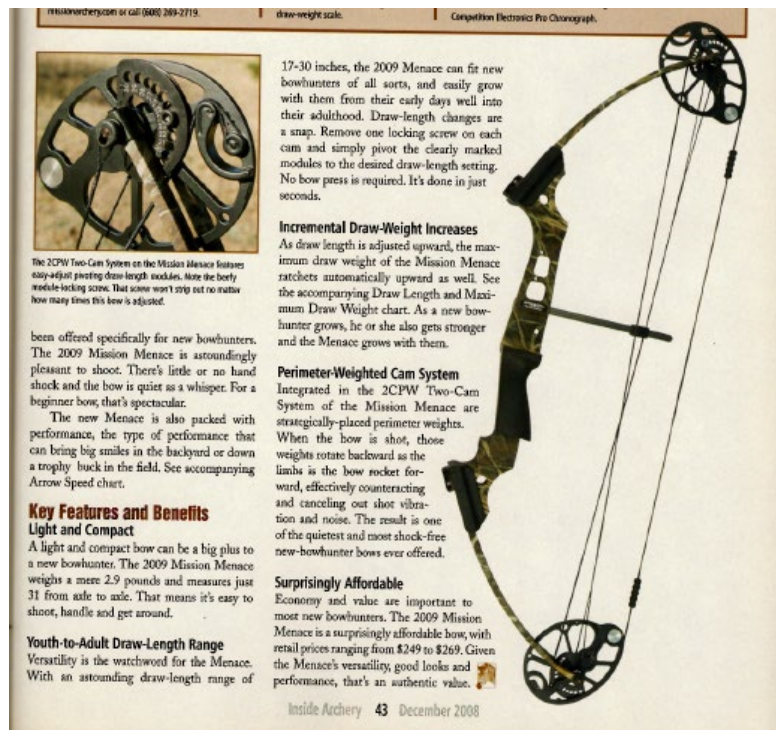 missionarchery.com or call (608) 269-2719.
draw-weight scale.
Competition Electronics Pro Chronograph.
The 2CPW Two-Cam System on the Mission Menace features
easy-adjust pivoting draw-length modules. Note the beefy
module-locking screw. That screw won't strip out no matter
how many times this bow is adjusted.
been offered specifically for new bowhunters.
The 2009 Mission Menace is astoundingly
pleasant to shoot. There's little or no hand
shock and the bow is quiet as a whisper. For a
beginner bow, that's spectacular.
The new Menace is also packed with
performance, the type of performance that
can bring big smiles in the backyard or down
a trophy buck in the field. See accompanying
Arrow Speed chart.
Key Features and Benefits
Light and Compact
A light and compact bow can be a big plus to
a new bowhunter. The 2009 Mission Menace
weighs a mere 2.9 pounds and measures just
31 from axle to axle. That means it's easy to
shoot, handle and get around.
Youth-to-Adult Draw-Length Range
Versatility is the watchword for the Menace.
With an astounding draw-length range of
17-30 inches, the 2009 Menace can fit new
bowhunters of all sorts, and easily grow
with them from their early days well into
their adulthood. Draw-length changes are
a snap. Remove one locking screw on each
cam and simply pivot the clearly marked
modules to the desired draw-length setting.
No bow press is required. It's done in just
seconds.
Incremental Draw-Weight Increases
As draw length is adjusted upward, the max-
imum draw weight of the Mission Menace
ratchets automatically upward as well. See
the accompanying Draw Length and Maxi-
mum Draw Weight chart. As a new bow-
hunter grows, he or she also gets stronger
and the Menace grows with them.
Perimeter-Weighted Cam System
Integrated in the 2CPW Two-Cam
System of the Mission Menace are
strategically-placed perimeter weights.
When the bow is shot, those
weights rotate backward as the
limbs is the bow rocket for-
ward, effectively counteracting
and canceling out shot vibra-
tion and noise. The result is one
of the quietest and most shock-free
new-bowhunter bows ever offered.
Surprisingly Affordable
Economy and value are important to
most new bowhunters. The 2009 Mission
Menace is a surprisingly affordable bow, with
retail prices ranging from $249 to $269. Given
the Menace's versatility, good looks and
performance, that's an authentic value.
Inside Archery 43 December 2008